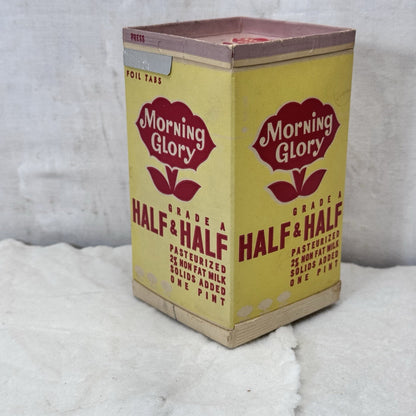 PRESS
FOIL TABS
Morning
Glory
GRADE A
HALF & HALF
PASTEURIZED
2% NON FAT MILK
SOLIDS ADDED
ONE PINT
Morning
Glory
GRADE A
HALF & HALF
PASTEURIZED
2% NON FAT MILK
SOLIDS ADDED
ONE PINT